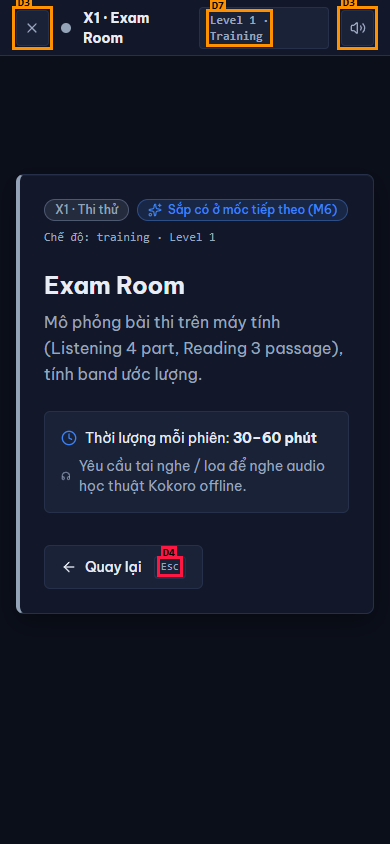 D3
X1 · Exam
Room
D7
Level 1 ·
Training
D3
X1 · Thi thử
Sắp có ở mốc tiếp theo (M6)
Chế độ: training · Level 1
Exam Room
Mô phỏng bài thi trên máy tính
(Listening 4 part, Reading 3 passage),
tính band ước lượng.
Thời lượng mỗi phiên: 30–60 phút
Yêu cầu tai nghe / loa để nghe audio
học thuật Kokoro offline.
D4
Quay lại
Esc